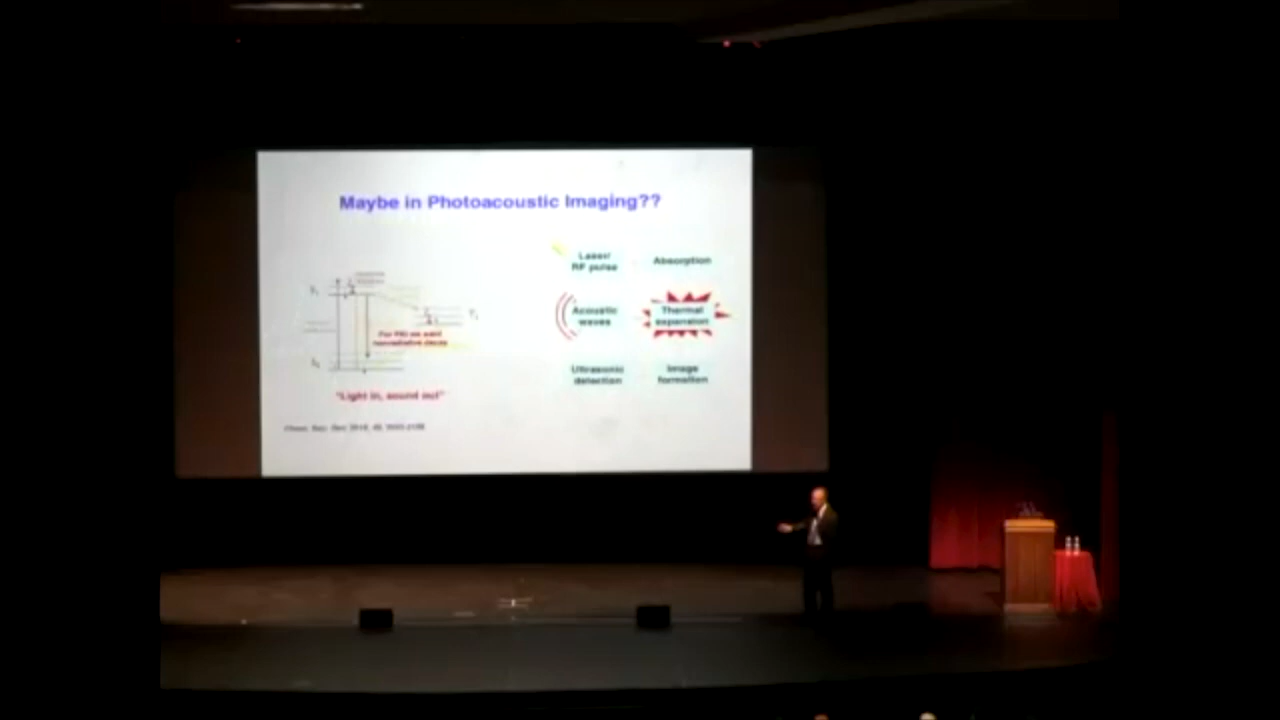 Maybe in Photoacoustic Imaging??
Laser/
RF pulse
Absorption
Acoustic
waves
Thermal
expansion
For PAI we want
nonradiative decay
Ultrasonic
detection
Image
formation
"Light in, sound out"